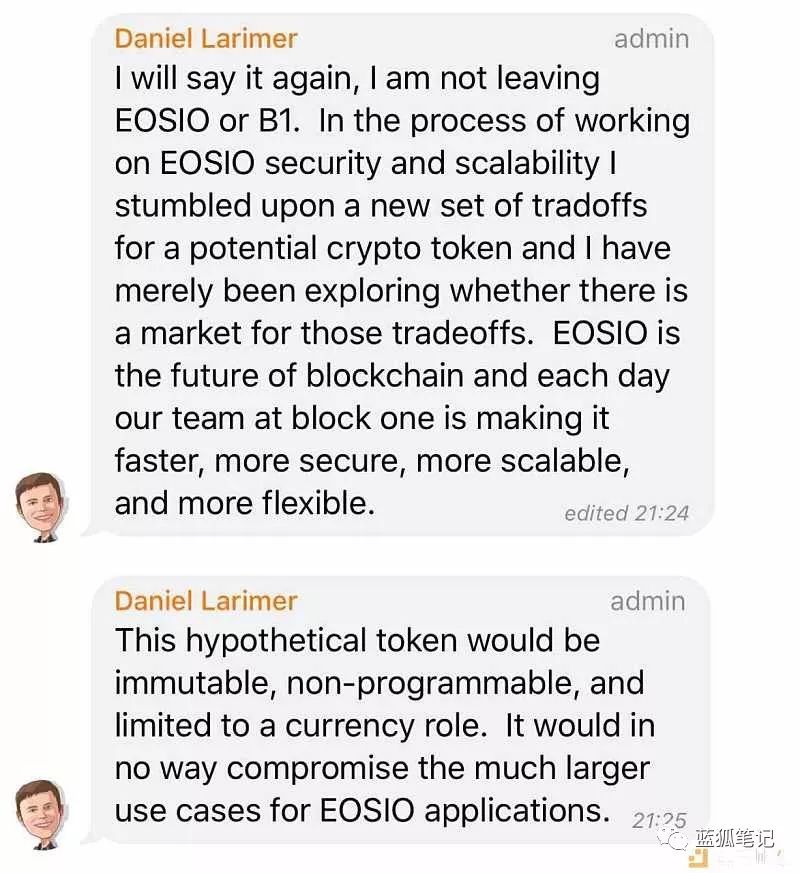 Daniel Larimer admin
I will say it again, I am not leaving
EOSIO or B1. In the process of working
on EOSIO security and scalability I
stumbled upon a new set of tradoffs
for a potential crypto token and I have
merely been exploring whether there is
a market for those tradeoffs. EOSIO is
the future of blockchain and each day
our team at block one is making it
faster, more secure, more scalable,
and more flexible.
edited 21:24
Daniel Larimer admin
This hypothetical token would be
immutable, non-programmable, and
limited to a currency role. It would in
no way compromise the much larger
use cases for EOSIO applications.
21:25
蓝狐笔记